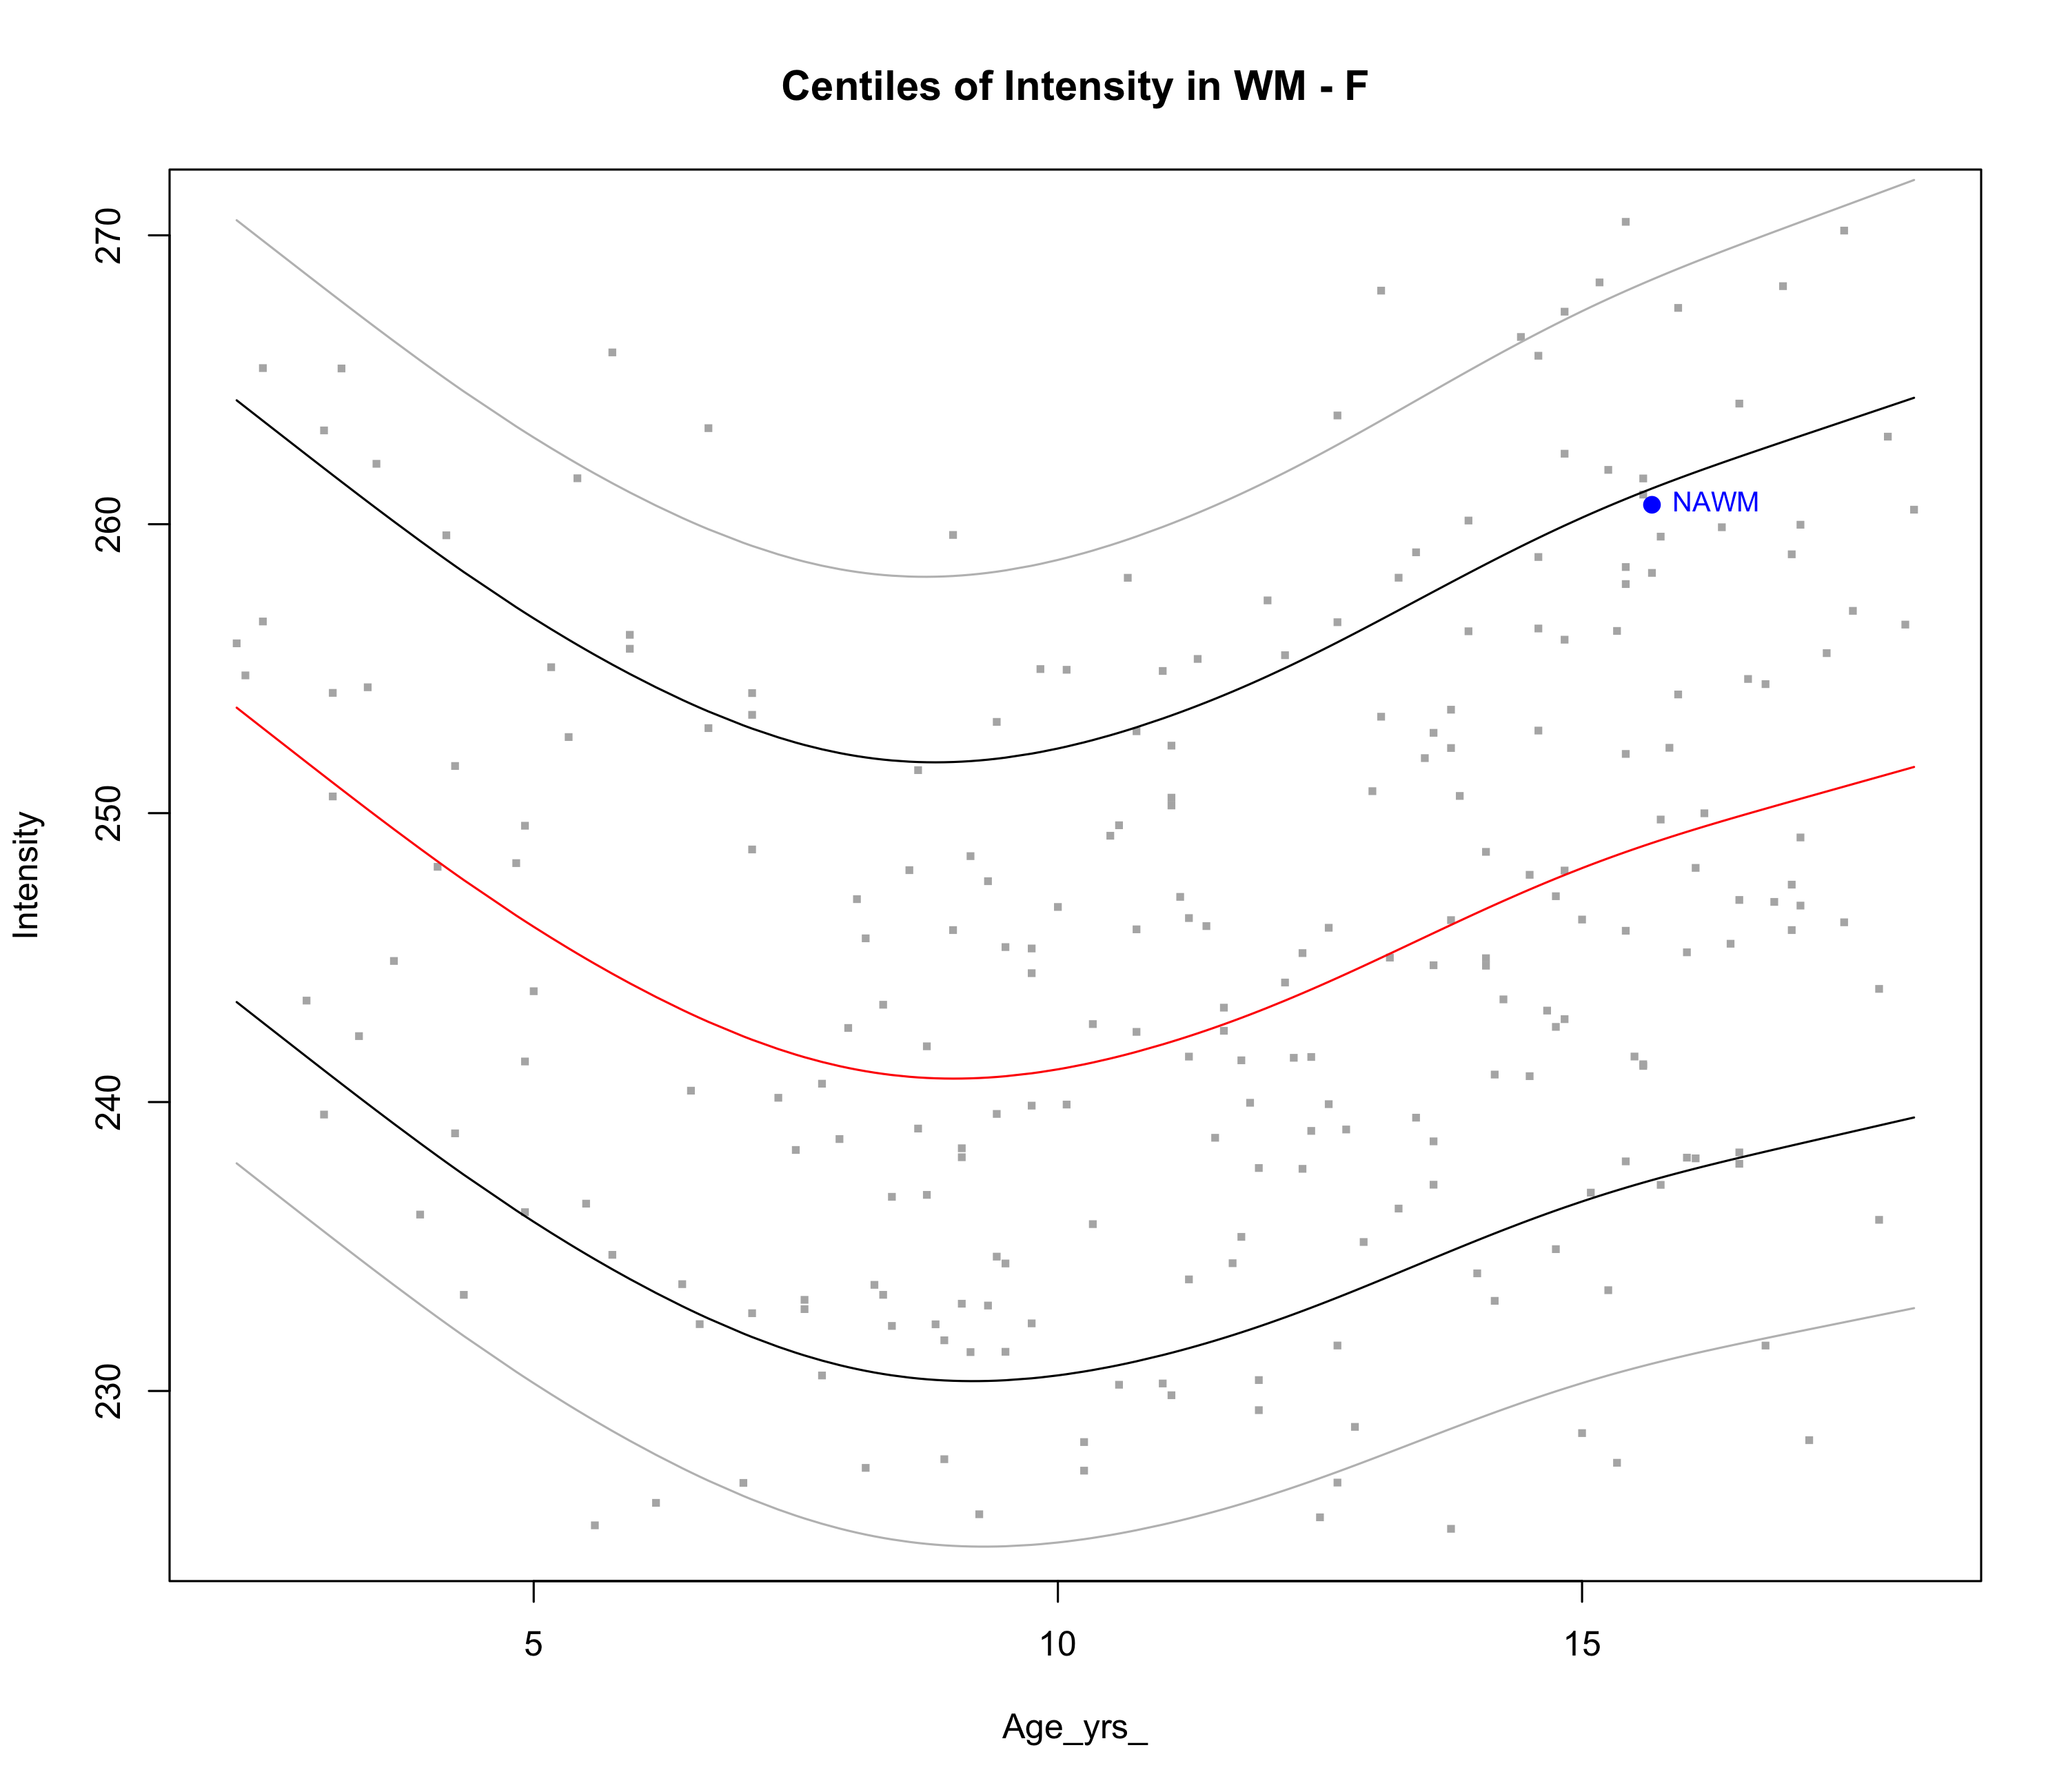 Centiles of Intensity in WM - F
270
260
250
240
230
Intensity
NAWM
5 10 15
Age_yrs_